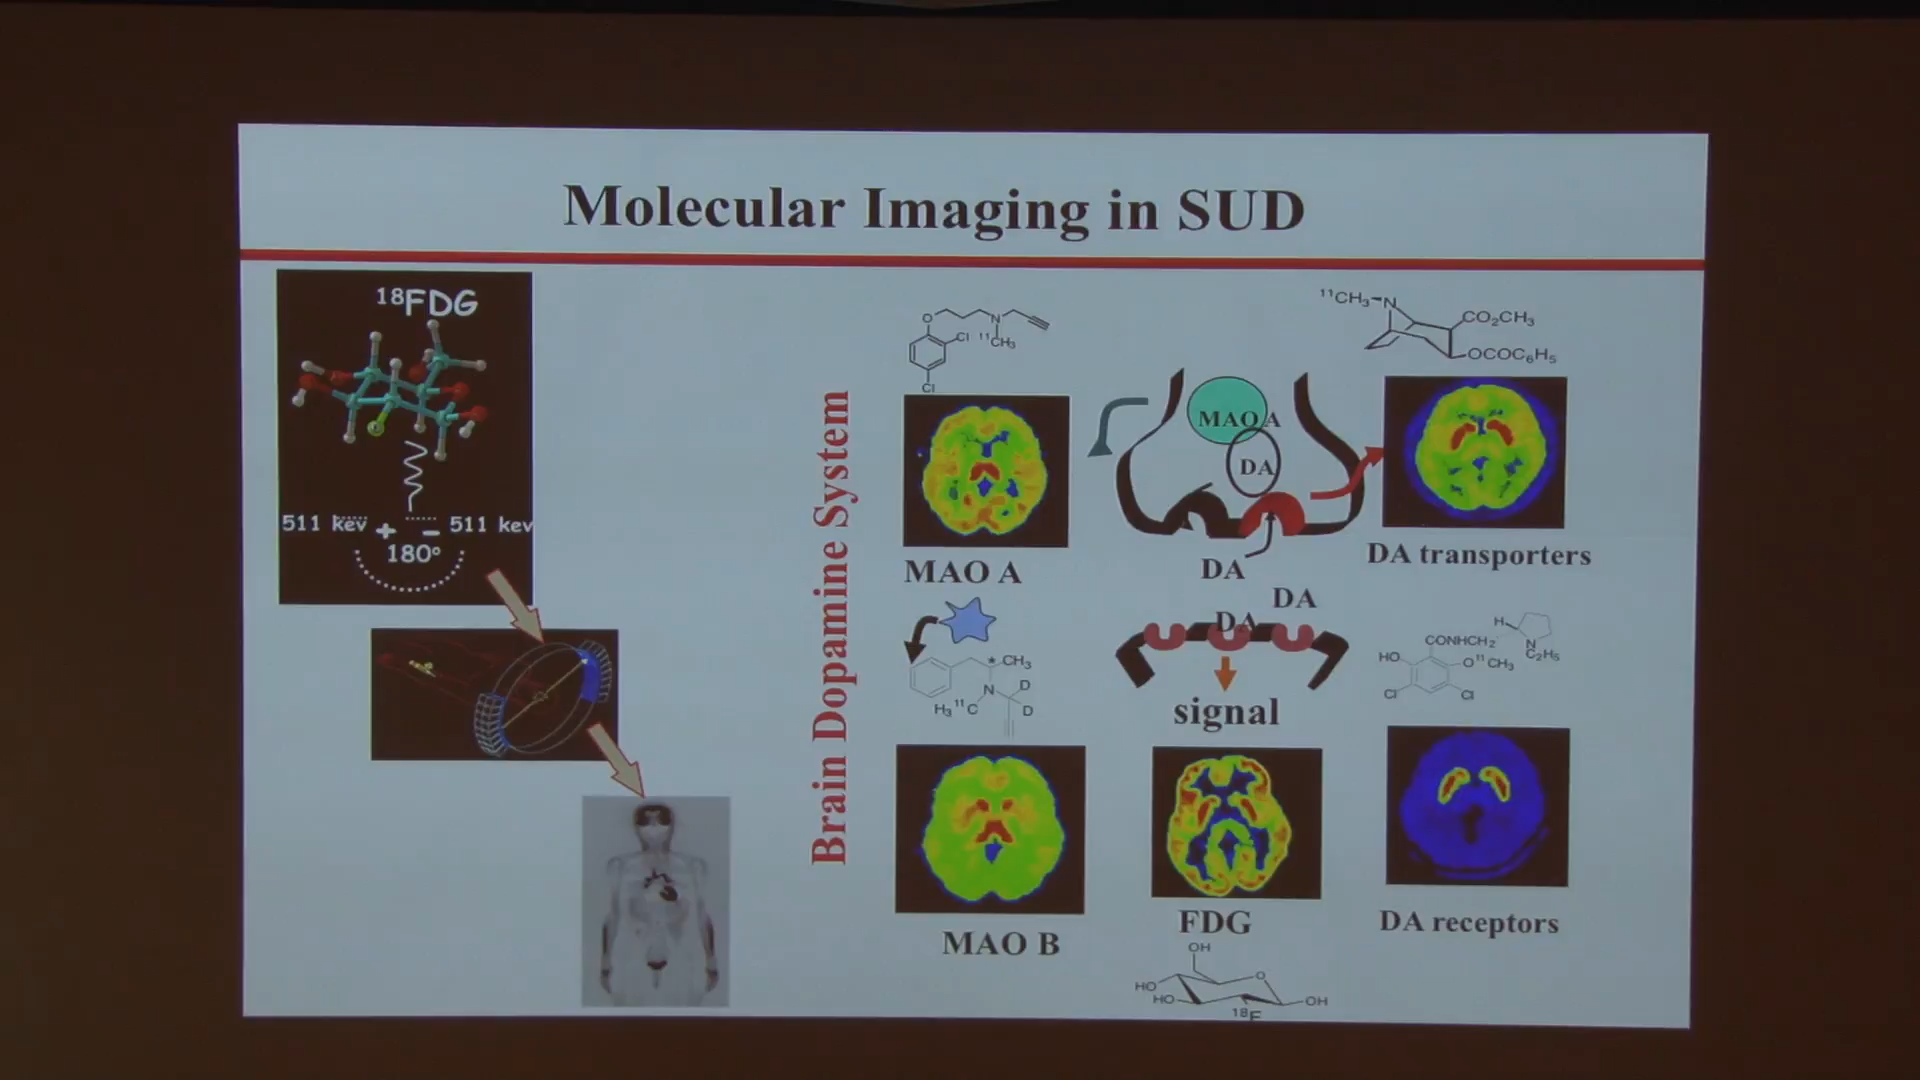 Molecular Imaging in SUD
18FDG
511 kev + − 511 kev
180°
Brain Dopamine System
O
N
Cl 11CH3
Cl
MAO A
MAO A
DA
DA
11CH3-N
CO2CH3
OCOC6H5
DA transporters
CH3
*
N
D
D
H3 11C
MAO B
DA
DA
signal
FDG
OH
O
HO
HO
OH
18F
H
N
C2H5
CONHCH2
HO
O 11CH3
Cl
Cl
DA receptors